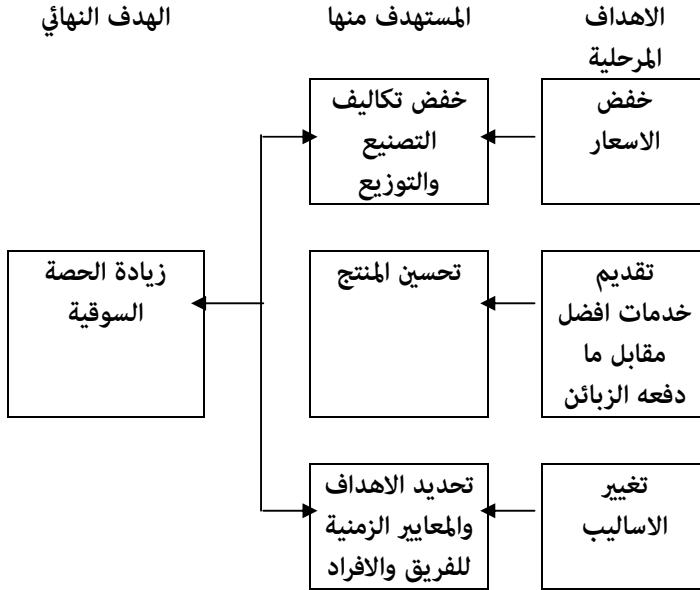 الاهداف
المرحلية
المستهدف منها
الهدف النهائي
خفض
الاسعار
خفض تكاليف
التصنيع
والتوزيع
تقديم
خدمات افضل
مقابل ما
دفعه الزبائن
تحسين المنتج
زيادة الحصة
السوقية
تغيير
الاساليب
تحديد الاهداف
والمعايير الزمنية
للفريق والافراد